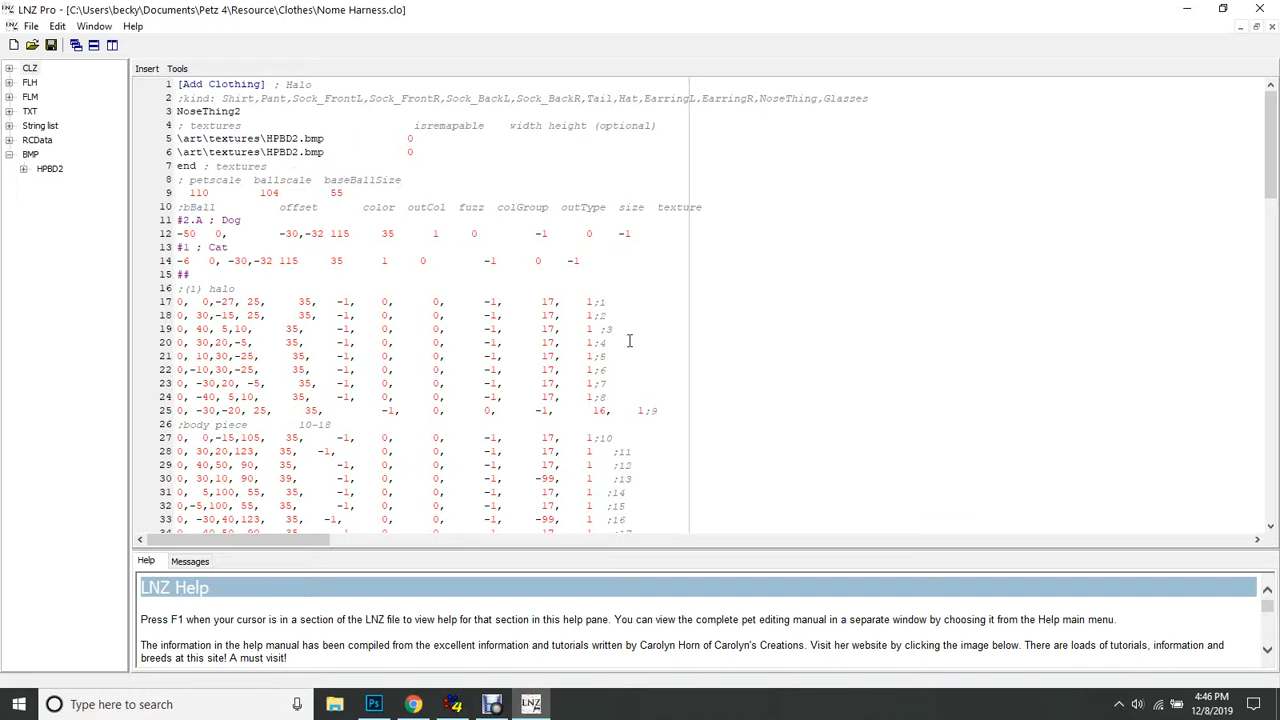 LNZ Pro - [C:\Users\becky\Documents\Petz 4\Resource\Clothes\Nome Harness.clo]
File Edit Window Help
CLZ
FLH
FLM
TXT
String list
RCData
BMP
HPBD2
Insert Tools
1 [Add Clothing] ; Halo
2 ;kind: Shirt,Pant,Sock_FrontL,Sock_FrontR,Sock_BackL,Sock_BackR,Tail,Hat,EarringL,EarringR,NoseThing,Glasses
3 NoseThing2
4 ; textures isremapable width height (optional)
5 \art\textures\HPBD2.bmp 0
6 \art\textures\HPBD2.bmp 0
7 end ; textures
8 ; petscale ballscale baseBallSize
9 110 104 55
10 ;bBall offset color outCol fuzz colGroup outType size texture
11 #2.A ; Dog
12 -50 0, -30,-32 115 35 1 0 -1 0 -1
13 #1 ; Cat
14 -6 0, -30,-32 115 35 1 0 -1 0 -1
15 ##
16 ;(1) halo
17 0, 0,-27, 25, 35, -1, 0, 0, -1, 17, 1;1
18 0, 30,-15, 25, 35, -1, 0, 0, -1, 17, 1;2
19 0, 40, 5,10, 35, -1, 0, 0, -1, 17, 1 ;3
20 0, 30,20,-5, 35, -1, 0, 0, -1, 17, 1;4
21 0, 10,30,-25, 35, -1, 0, 0, -1, 17, 1;5
22 0,-10,30,-25, 35, -1, 0, 0, -1, 17, 1;6
23 0, -30,20, -5, 35, -1, 0, 0, -1, 17, 1;7
24 0, -40, 5,10, 35, -1, 0, 0, -1, 17, 1;8
25 0, -30,-20, 25, 35, -1, 0, 0, -1, 16, 1;9
26 ;body piece 10-18
27 0, 0,-15,105, 35, -1, 0, 0, -1, 17, 1;10
28 0, 30,20,123, 35, -1, 0, 0, -1, 17, 1 ;11
29 0, 40,50, 90, 35, -1, 0, 0, -1, 17, 1 ;12
30 0, 30,10, 90, 39, -1, 0, 0, -1, -99, 1 ;13
31 0, 5,100, 55, 35, -1, 0, 0, -1, 17, 1 ;14
32 0,-5,100, 55, 35, -1, 0, 0, -1, 17, 1 ;15
33 0, -30,40,123, 35, -1, 0, 0, -1, -99, 1 ;16
Help Messages
LNZ Help
Press F1 when your cursor is in a section of the LNZ file to view help for that section in this help pane. You can view the complete pet editing manual in a separate window by choosing it from the Help main menu.
The information in the help manual has been compiled from the excellent information and tutorials written by Carolyn Horn of Carolyn's Creations. Visit her website by clicking the image below. There are loads of tutorials, information and
breeds at this site! A must visit!
Type here to search
4:46 PM
12/8/2019